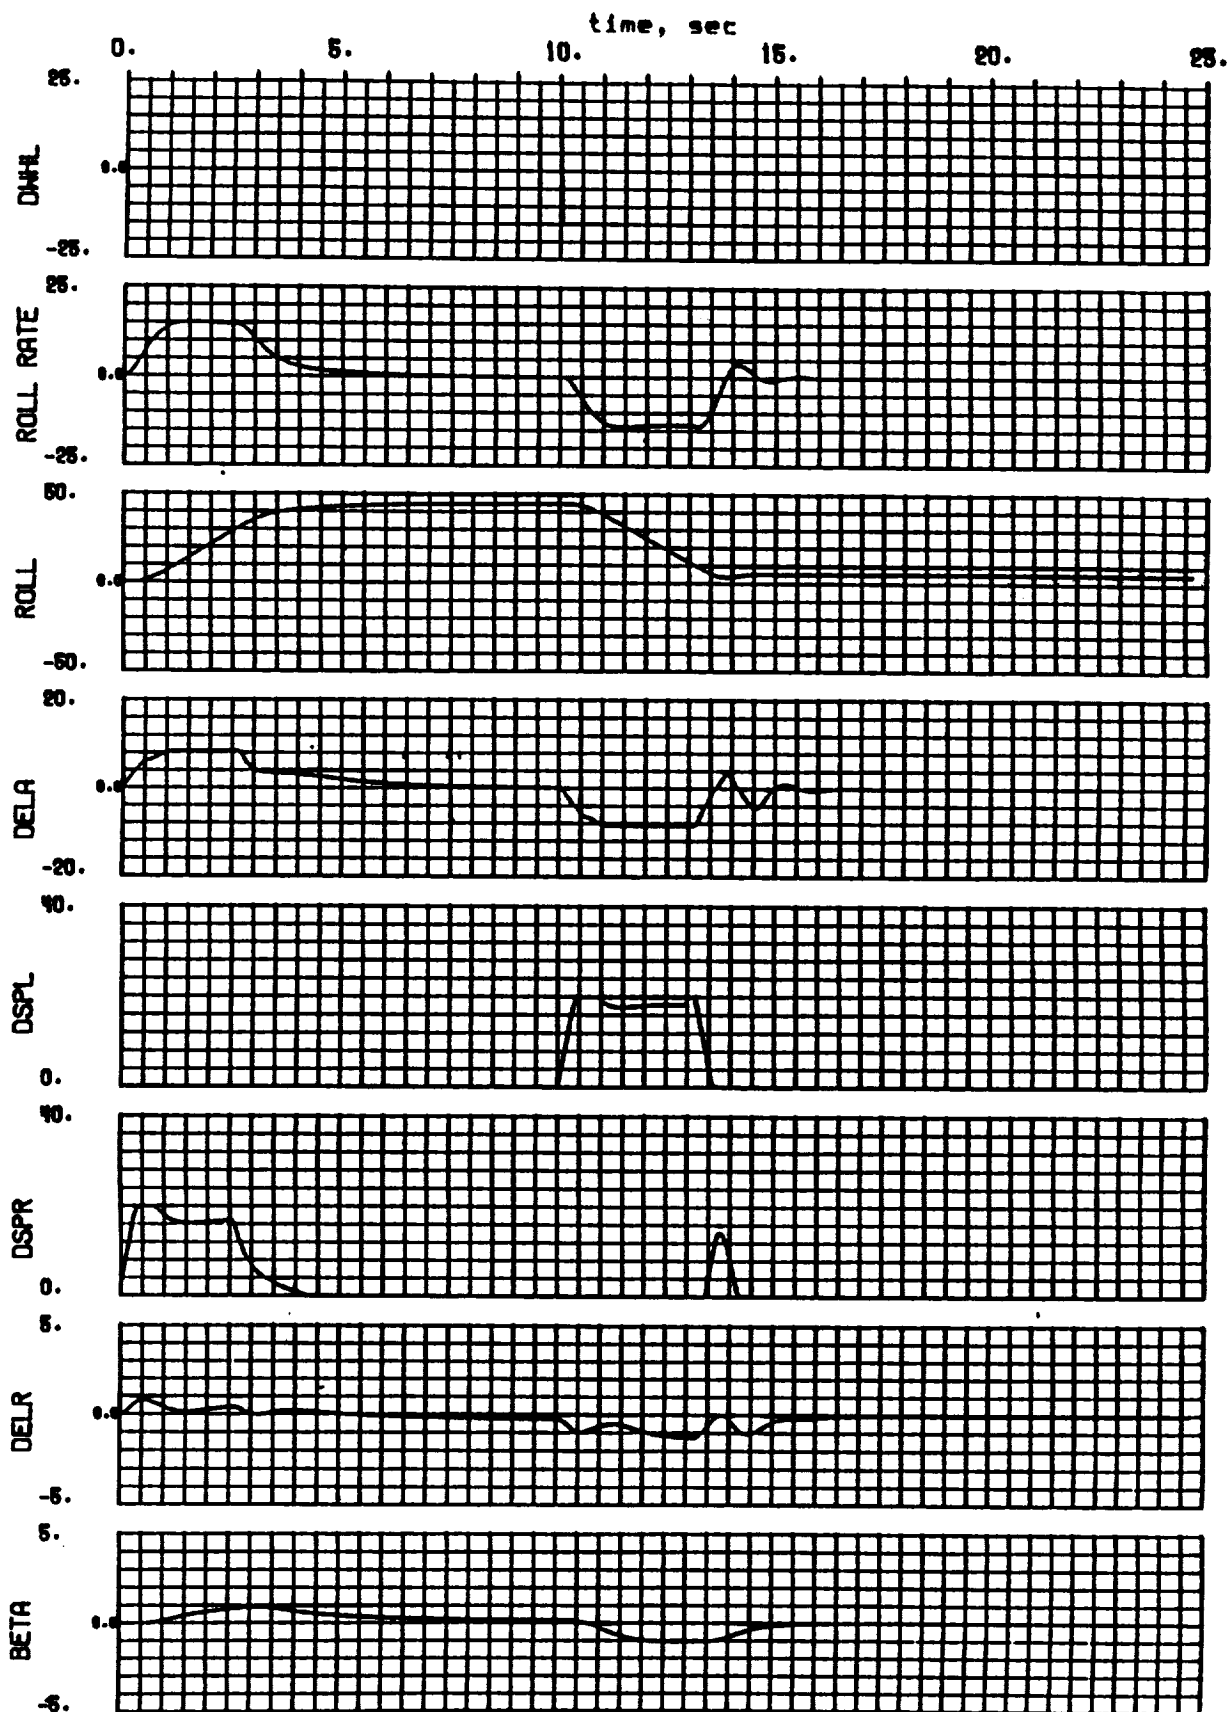 time, sec
0. 5. 10. 15. 20. 25.
25.
DWHL
0.0
-25.
25.
ROLL RATE
0.0
-25.
50.
ROLL
0.0
-50.
20.
DELA
0.0
-20.
40.
DSPL
0.
40.
DSPR
0.
5.
DELR
0.0
-5.
5.
BETA
0.0
-5.